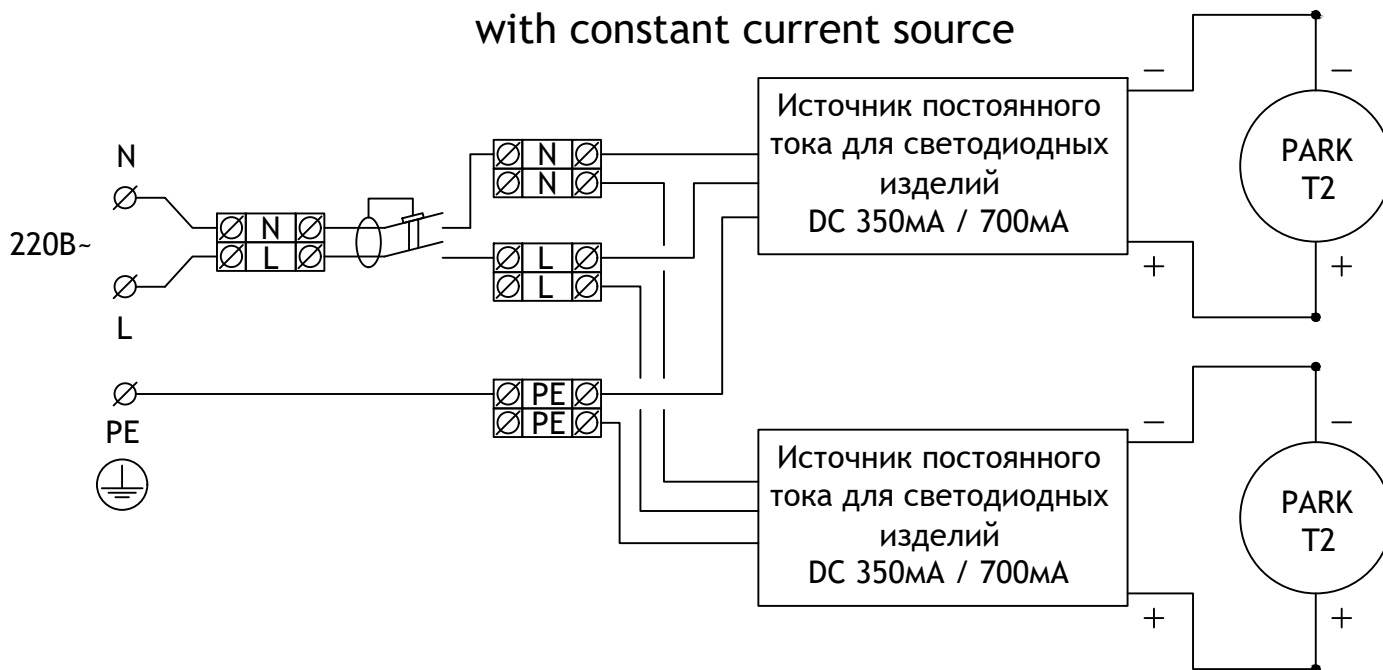 with constant current source
N
220В~
L
PE
N
L
N
N
L
L
PE
PE
Источник постоянного
тока для светодиодных
изделий
DC 350мА / 700мА
−
+
−
PARK
T2
+
Источник постоянного
тока для светодиодных
изделий
DC 350мА / 700мА
−
+
−
PARK
T2
+